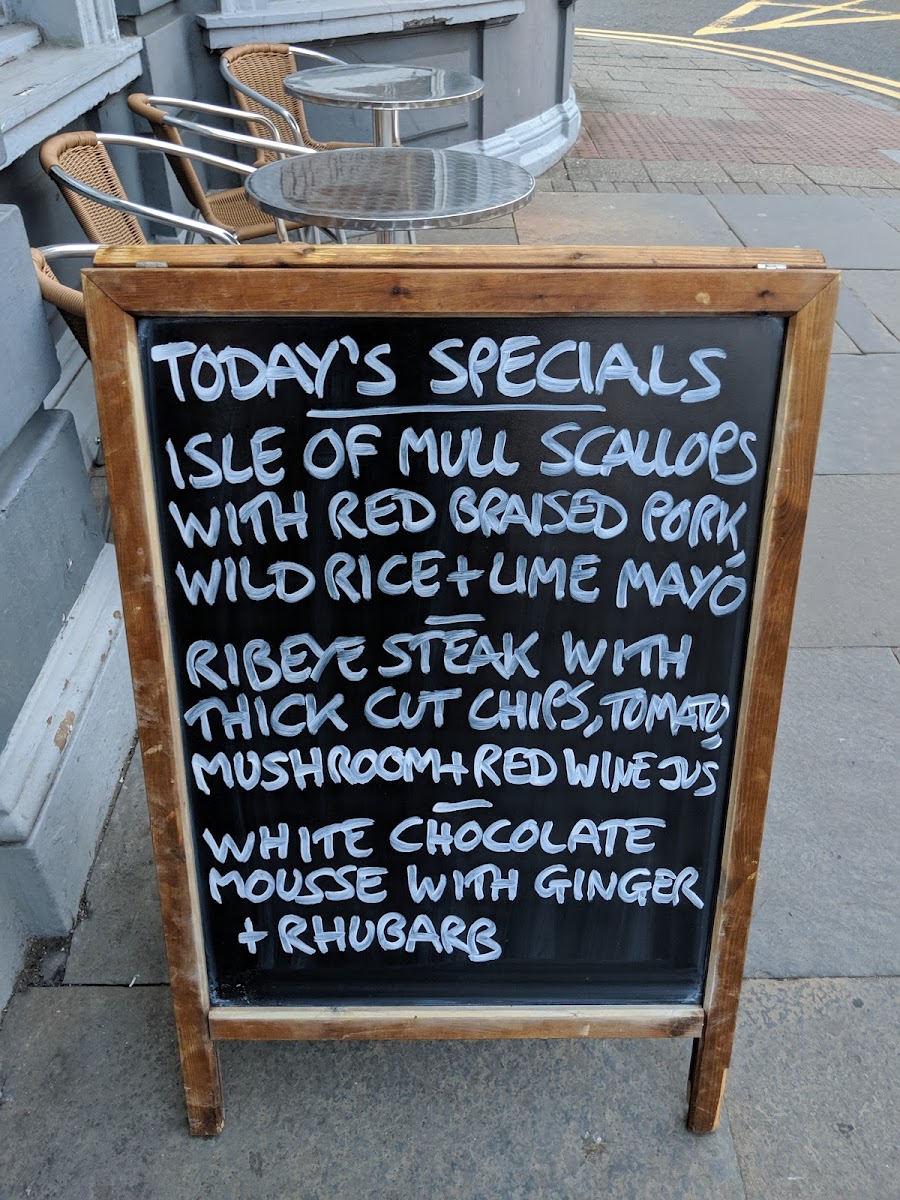 TODAY'S SPECIALS
ISLE OF MULL SCALLOPS
WITH RED BRAISED PORK,
WILD RICE + LIME MAYO
RIBEYE STEAK WITH
THICK CUT CHIPS, TOMATO,
MUSHROOM + RED WINE JUS
WHITE CHOCOLATE
MOUSSE WITH GINGER
+ RHUBARB